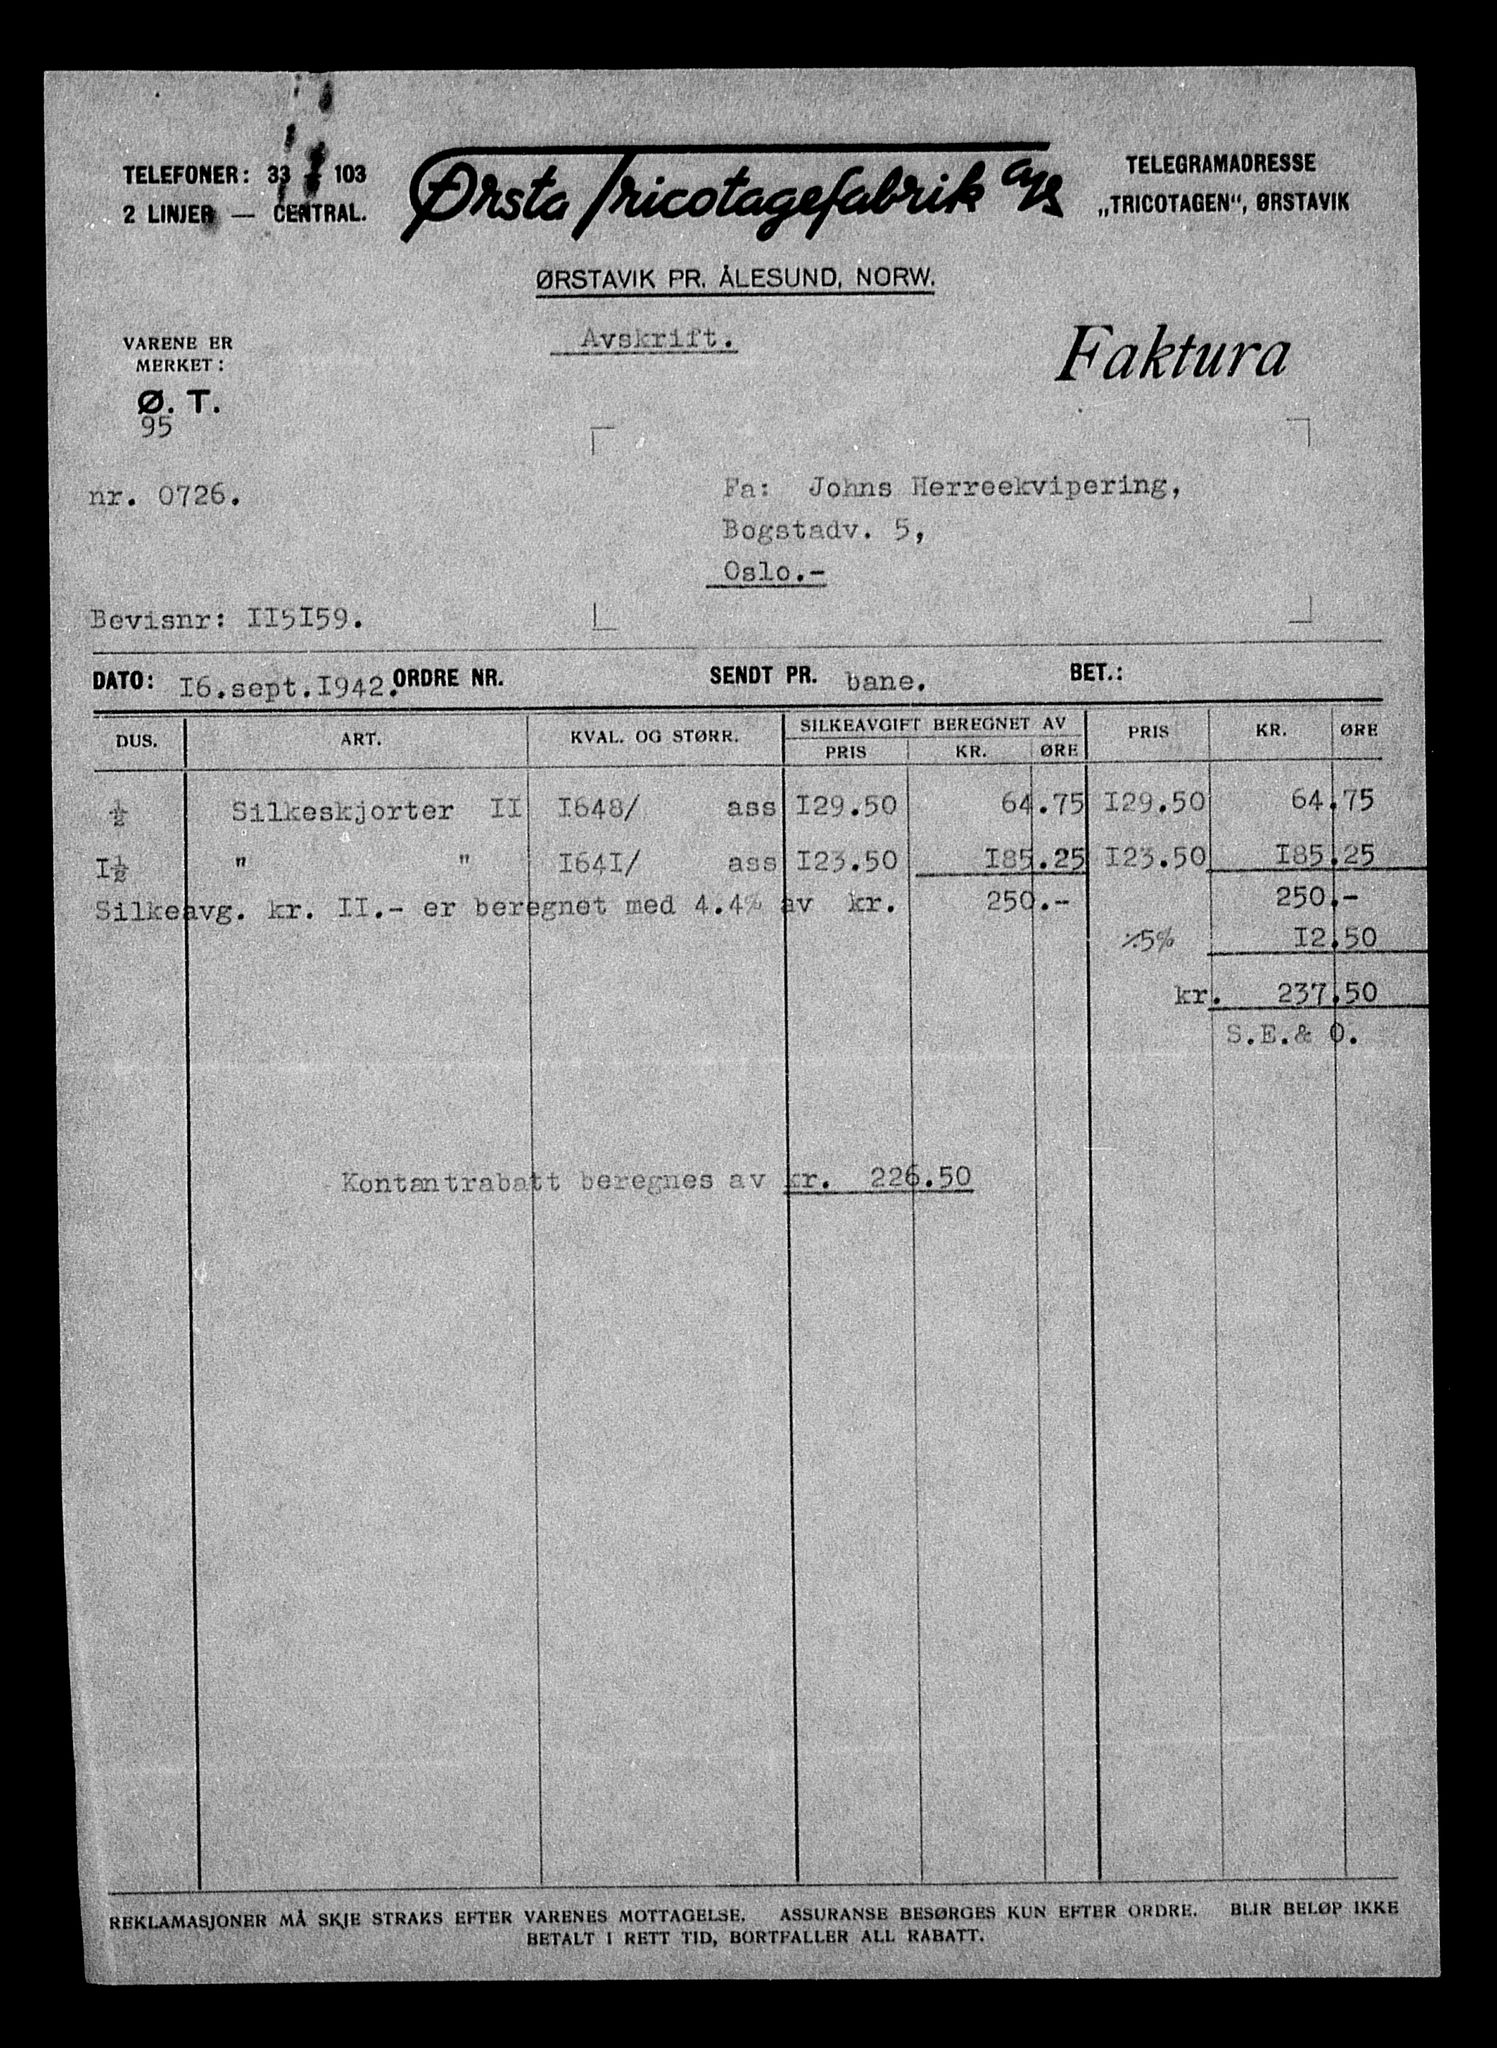 TELEFONER: 33 103
2 LINJER — CENTRAL.
Ørsta Tricotagefabrik A/S
TELEGRAMADRESSE
„TRICOTAGEN“, ØRSTAVIK
ØRSTAVIK PR. ÅLESUND, NORW.
VARENE ER
MERKET:
Ø. T.
95
Avskrift.
Faktura
nr. 0726.
Fa: Johns Herreekvipering,
Bogstadv. 5,
Oslo.-
Bevisnr: II5I59.
DATO: I6.sept.I942. ORDRE NR. SENDT PR. bane. BET.:
DUS. ART. KVAL. OG STØRR. SILKEAVGIFT BEREGNET AV PRIS KR. ØRE
PRIS KR. ØRE
½ Silkeskjorter II I648/ ass I29.50 64.75 I29.50 64.75
I½ " " I64I/ ass I23.50 I85.25 I23.50 I85.25
Silkeavg. kr. II.- er beregnet med 4.4% av kr. 250.- 250.-
⁒5% I2.50
kr. 237.50
S.E.& O.
Kontantrabatt beregnes av kr. 226.50
REKLAMASJONER MÅ SKJE STRAKS EFTER VARENES MOTTAGELSE. ASSURANSE BESØRGES KUN EFTER ORDRE. BLIR BELØP IKKE
BETALT I RETT TID, BORTFALLER ALL RABATT.